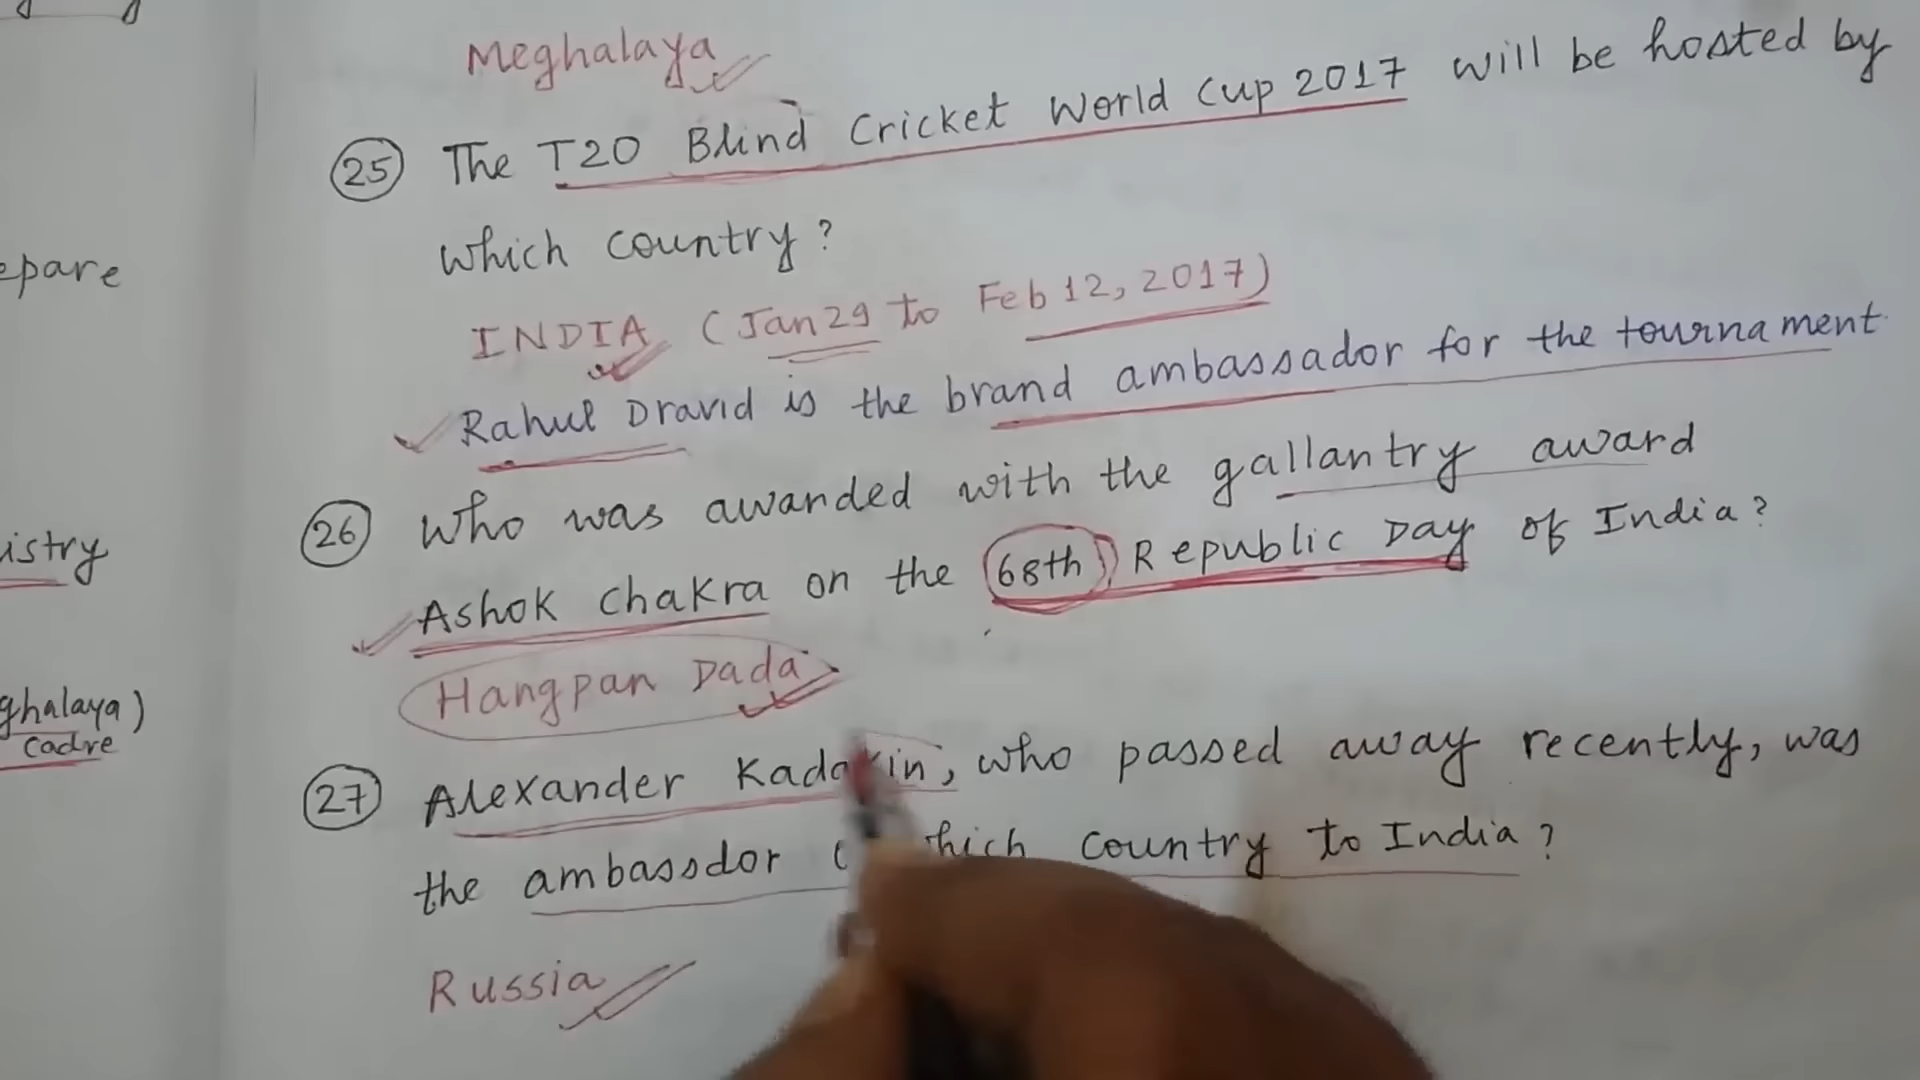 Meghalaya
25 The T20 Blind Cricket World Cup 2017 will be hosted by
which country?
INDIA (Jan 29 to Feb 12, 2017)
Rahul Dravid is the brand ambassador for the tournament
26 Who was awarded with the gallantry award
Ashok Chakra on the 68th Republic Day of India?
Hangpan Dada
27 Alexander Kadakin, who passed away recently, was
the ambassdor which country to India?
Russia
epare
istry
ghalaya)
cadre